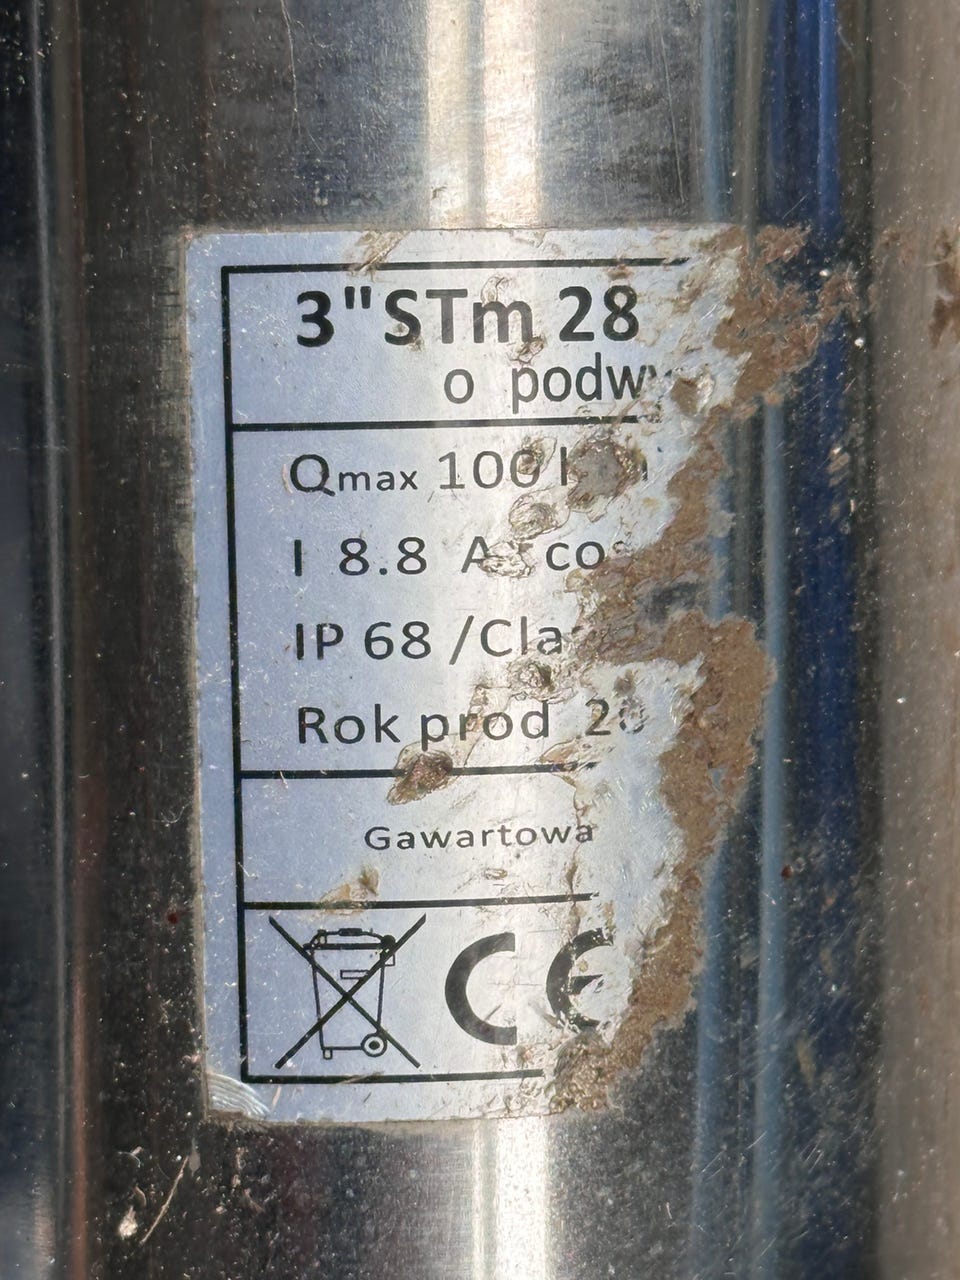 3"STm 28
o
Qmax 100 l
I 8.8 A
IP 68 /
Rok prod
Gawartowa
CE